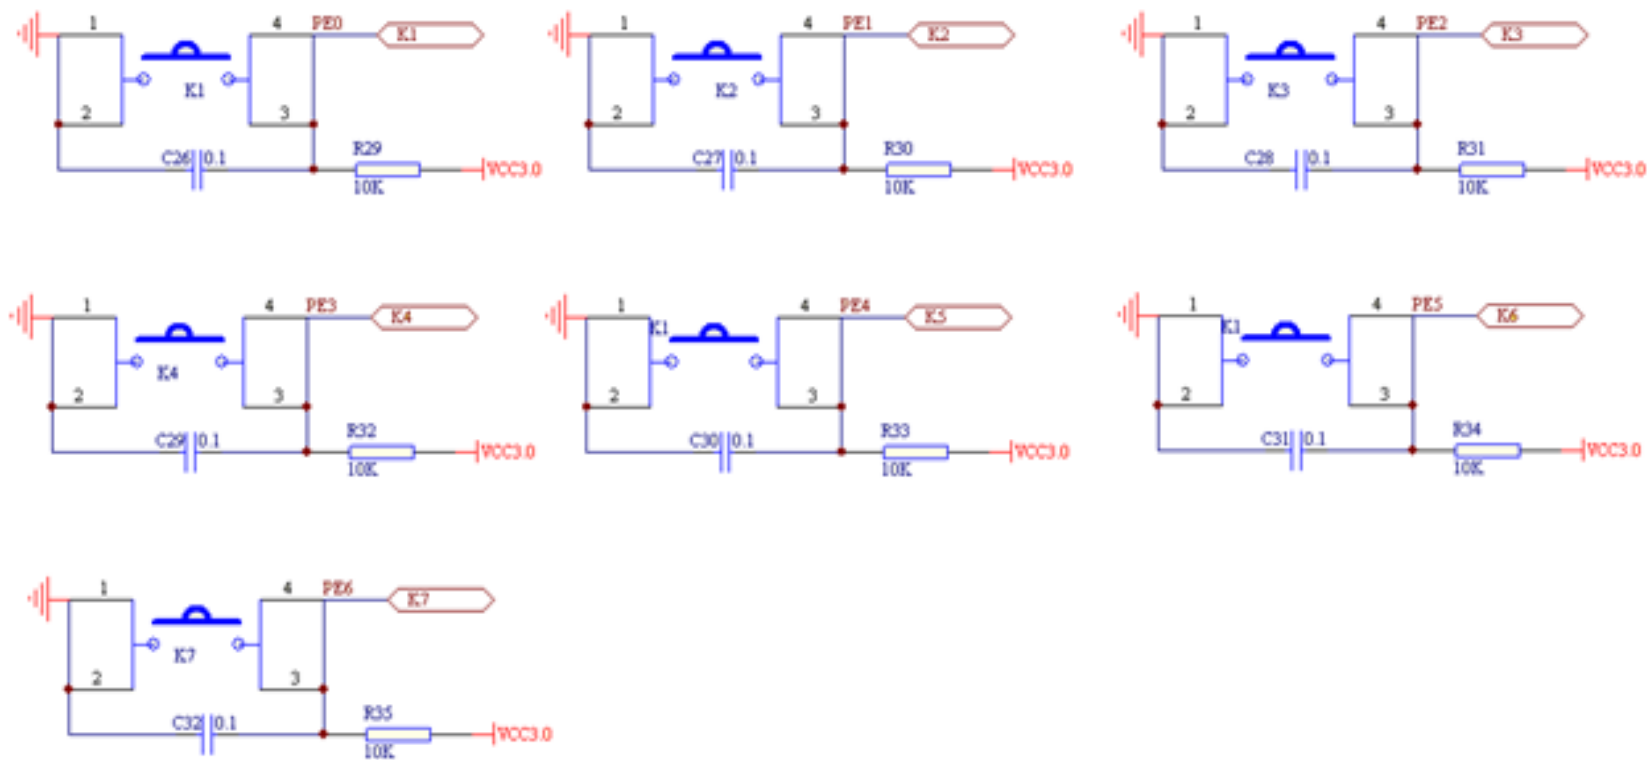 1 4 PE0 K1
K1
2 3
C26 0.1 R29 VCC3.0
10K
1 4 PE1 K2
K2
2 3
C27 0.1 R30 VCC3.0
10K
1 4 PE2 K3
K3
2 3
C28 0.1 R31 VCC3.0
10K
1 4 PE3 K4
K4
2 3
C29 0.1 R32 VCC3.0
10K
1 4 PE4 K5
K1
2 3
C30 0.1 R33 VCC3.0
10K
1 4 PE5 K6
K1
2 3
C31 0.1 R34 VCC3.0
10K
1 4 PE6 K7
K7
2 3
C32 0.1 R35 VCC3.0
10K